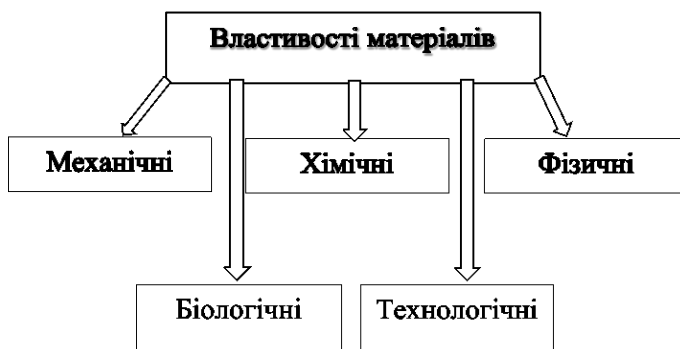 Властивості матеріалів
Механічні
Хімічні
Фізичні
Біологічні
Технологічні